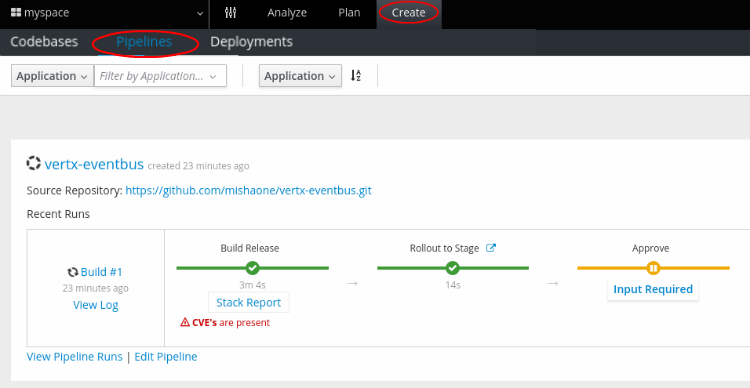 myspace Analyze Plan Create
Codebases Pipelines Deployments
Application Filter by Application... Application
vertx-eventbus created 23 minutes ago
Source Repository: https://github.com/mishaone/vertx-eventbus.git
Recent Runs
Build Release Rollout to Stage Approve
Build #1
23 minutes ago
View Log
3m 4s 14s
Stack Report Input Required
CVE's are present
View Pipeline Runs | Edit Pipeline